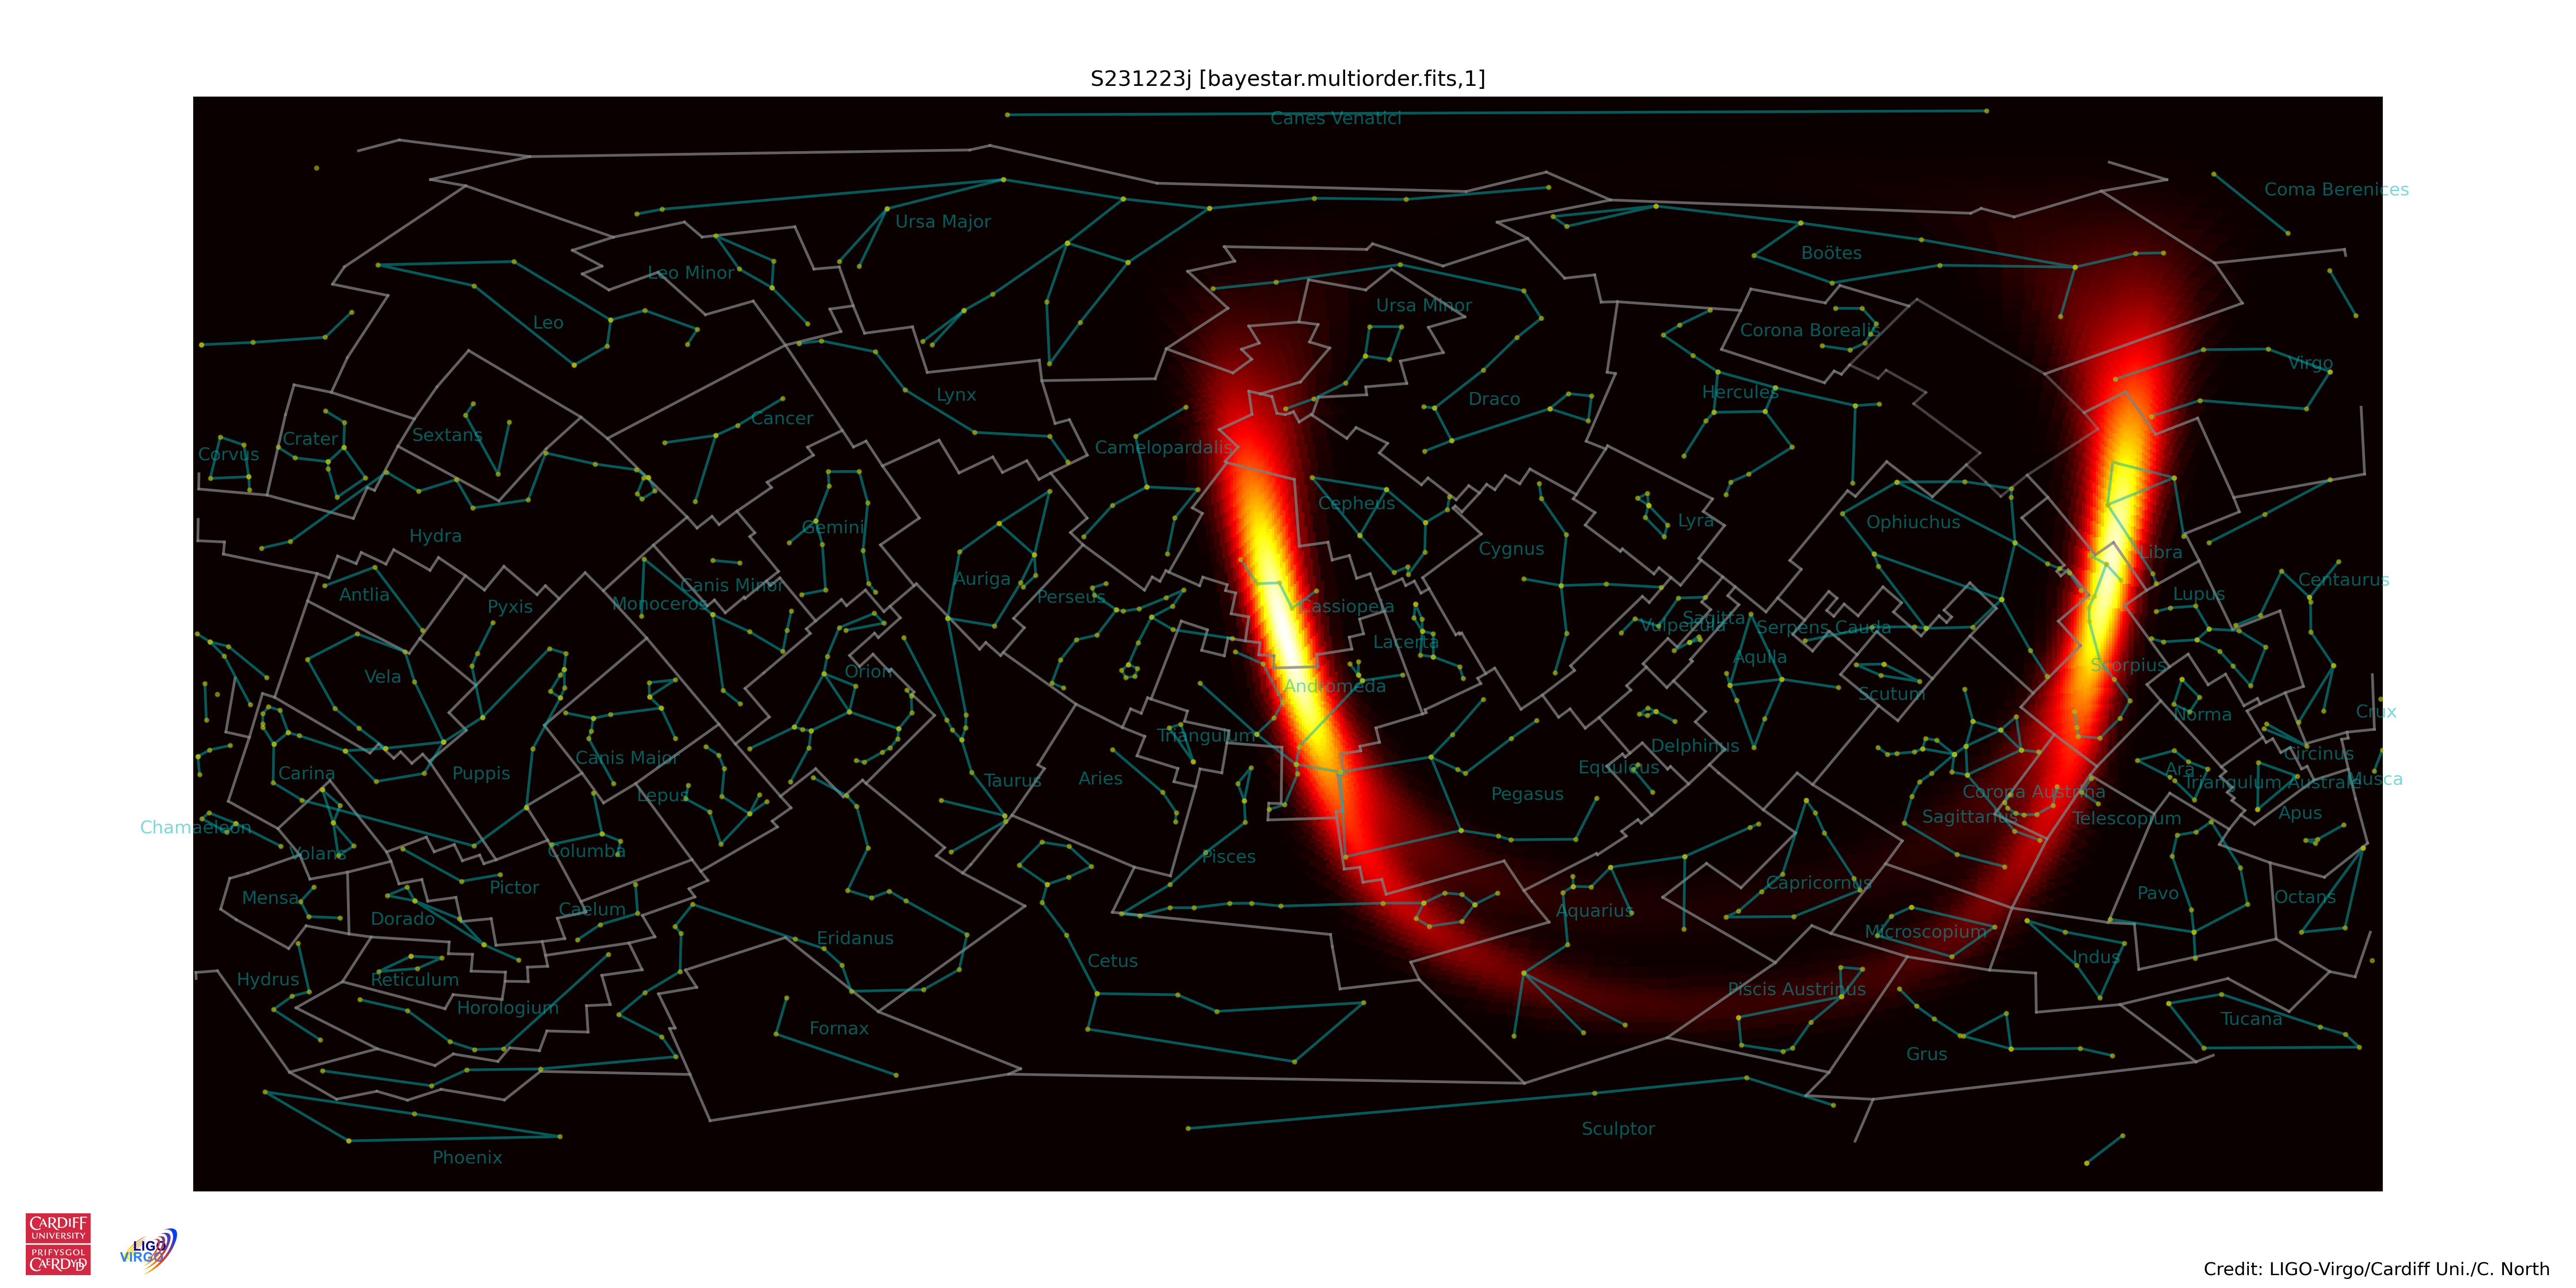 S231223j [bayestar.multiorder.fits,1]
Canes Venatici
Coma Berenices
Ursa Major
Boötes
Leo Minor
Ursa Minor
Leo
Corona Borealis
Virgo
Lynx
Draco
Hercules
Cancer
Crater
Sextans
Camelopardalis
Corvus
Cepheus
Lyra
Ophiuchus
Gemini
Hydra
Cygnus
Libra
Auriga
Centaurus
Canis Minor
Antlia
Perseus
Lupus
Pyxis
Monoceros
Cassiopeia
Sagitta
Vulpecula
Serpens Cauda
Lacerta
Aquila
Scorpius
Orion
Vela
Andromeda
Scutum
Crux
Norma
Triangulum
Delphinus
Circinus
Canis Major
Equuleus
Ara
Carina
Puppis
Taurus
Aries
Triangulum Australe
Musca
Lepus
Pegasus
Corona Austrina
Sagittarius
Telescopium
Apus
Chamaeleon
Volans
Columba
Pisces
Pictor
Capricornus
Mensa
Dorado
Caelum
Aquarius
Pavo
Octans
Eridanus
Microscopium
Cetus
Indus
Hydrus
Reticulum
Piscis Austrinus
Horologium
Fornax
Tucana
Grus
Sculptor
Phoenix
CARDIFF
UNIVERSITY
PRIFYSGOL
CAERDYDD
LIGO
VIRGO
Credit: LIGO-Virgo/Cardiff Uni./C. North